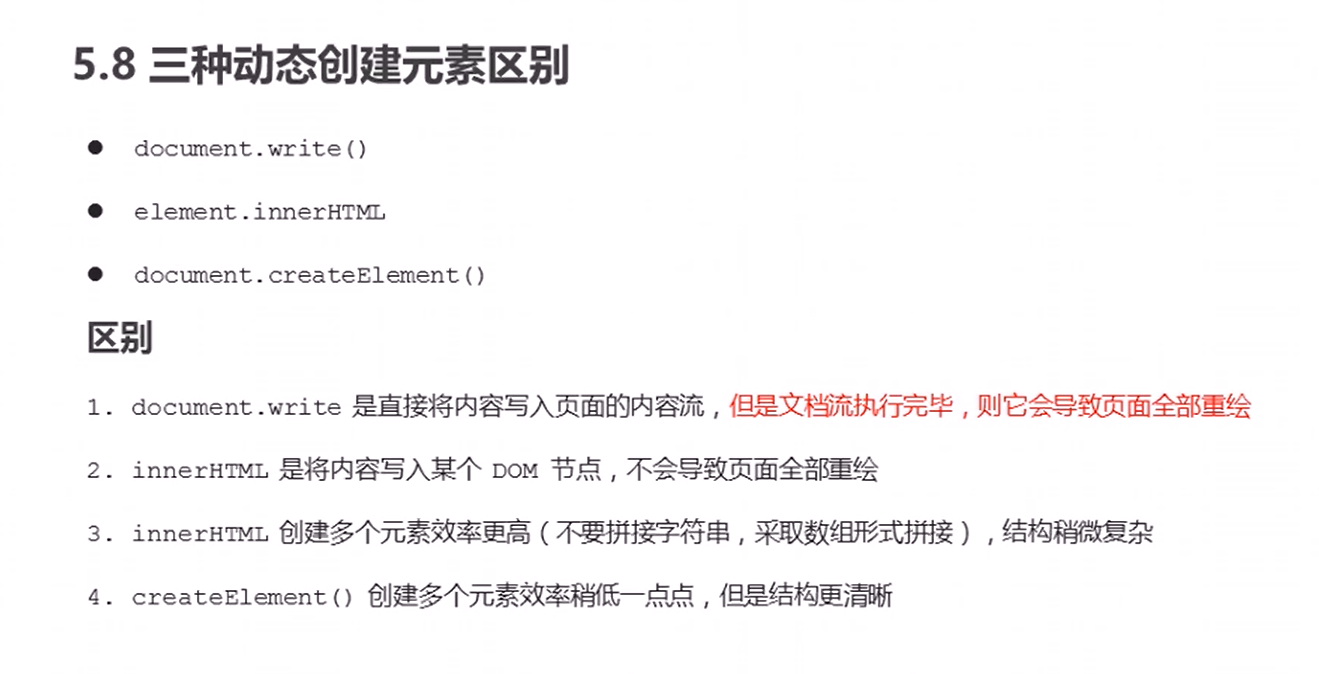 5.8 三种动态创建元素区别
● document.write()
● element.innerHTML
● document.createElement()
区别
1. document.write 是直接将内容写入页面的内容流，但是文档流执行完毕，则它会导致页面全部重绘
2. innerHTML 是将内容写入某个 DOM 节点，不会导致页面全部重绘
3. innerHTML 创建多个元素效率更高（不要拼接字符串，采取数组形式拼接），结构稍微复杂
4. createElement() 创建多个元素效率稍低一点点，但是结构更清晰